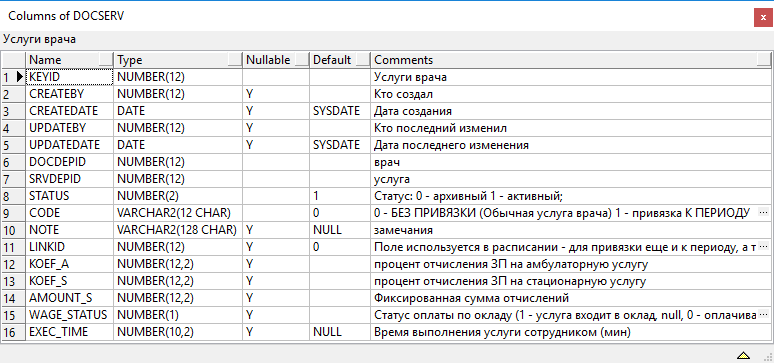 Columns of DOCSERV x
Услуги врача
Name Type Nullable Default Comments
1 KEYID NUMBER(12) Услуги врача
2 CREATEBY NUMBER(12) Y Кто создал
3 CREATEDATE DATE Y SYSDATE Дата создания
4 UPDATEBY NUMBER(12) Y Кто последний изменил
5 UPDATEDATE DATE Y SYSDATE Дата последнего изменения
6 DOCDEPID NUMBER(12) врач
7 SRVDEPID NUMBER(12) услуга
8 STATUS NUMBER(2) 1 Статус: 0 - архивный 1 - активный;
9 CODE VARCHAR2(12 CHAR) 0 0 - БЕЗ ПРИВЯЗКИ (Обычная услуга врача) 1 - привязка К ПЕРИОДУ ...
10 NOTE VARCHAR2(128 CHAR) Y NULL замечания
11 LINKID NUMBER(12) Y 0 Поле используется в расписании - для привязки еще и к периоду, а т ...
12 KOEF_A NUMBER(12,2) Y процент отчисления ЗП на амбулаторную услугу
13 KOEF_S NUMBER(12,2) Y процент отчисления ЗП на стационарную услугу
14 AMOUNT_S NUMBER(12,2) Y Фиксированная сумма отчислений
15 WAGE_STATUS NUMBER(1) Y Статус оплаты по окладу (1 - услуга входит в оклад, null, 0 - оплачива ...
16 EXEC_TIME NUMBER(10,2) Y NULL Время выполнения услуги сотрудником (мин)